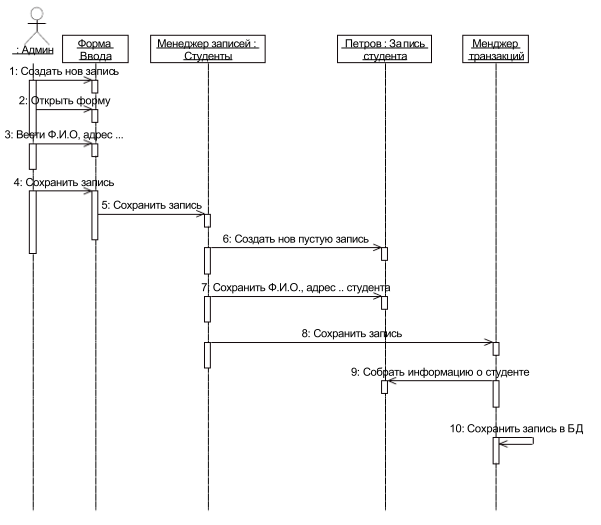 : Админ
Форма
Ввода
Менеджер записей :
Студенты
Петров : Запись
студента
Менджер
транзакций
1: Создать нов запись
2: Открыть форму
3: Вести Ф.И.О, адрес ...
4: Сохранить запись
5: Сохранить запись
6: Создать нов пустую запись
7: Сохранить Ф.И.О., адрес .. студента
8: Сохранить запись
9: Собрать информацию о студенте
10: Сохранить запись в БД